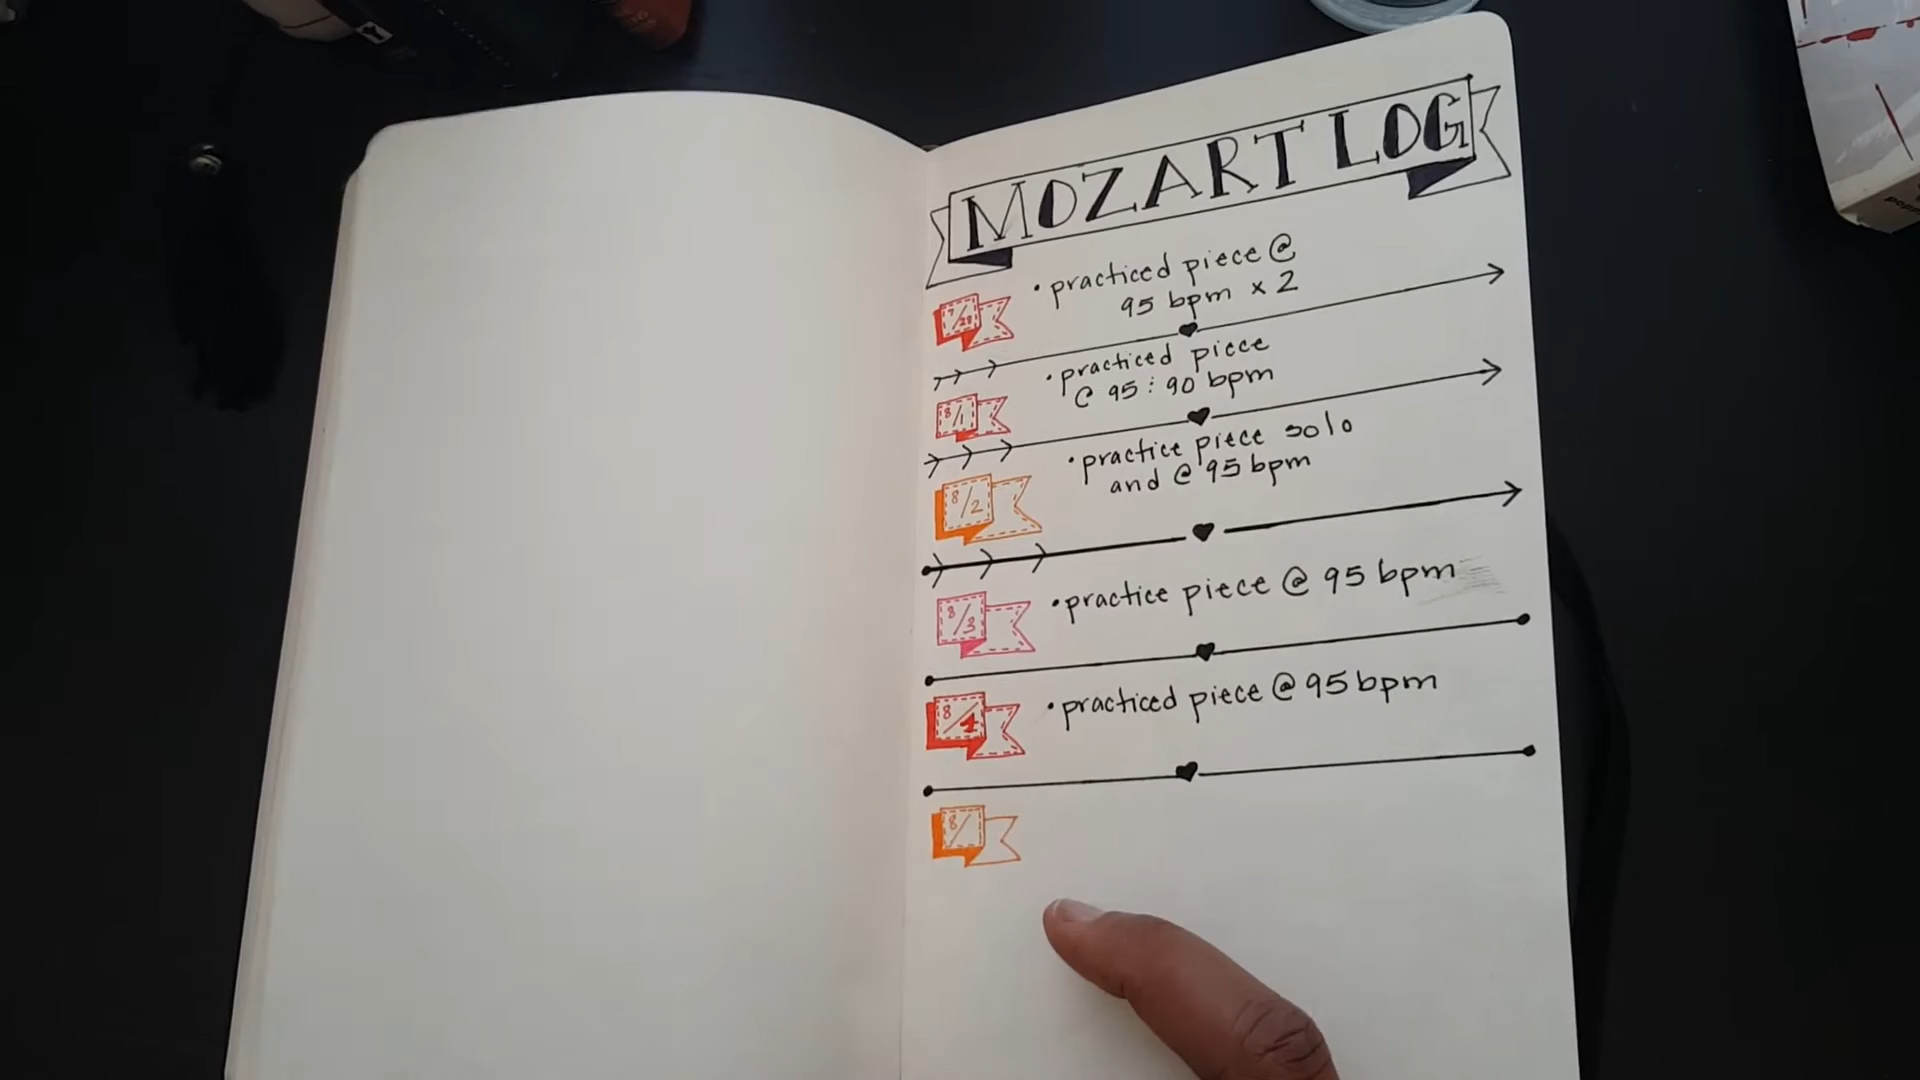 MOZART LOG
7/28
• practiced piece @
95 bpm x 2
8/1
• practiced piece
@ 95 : 90 bpm
8/2
• practice piece solo
and @ 95 bpm
8/3
• practice piece @ 95 bpm
8/4
• practiced piece @ 95 bpm
8/